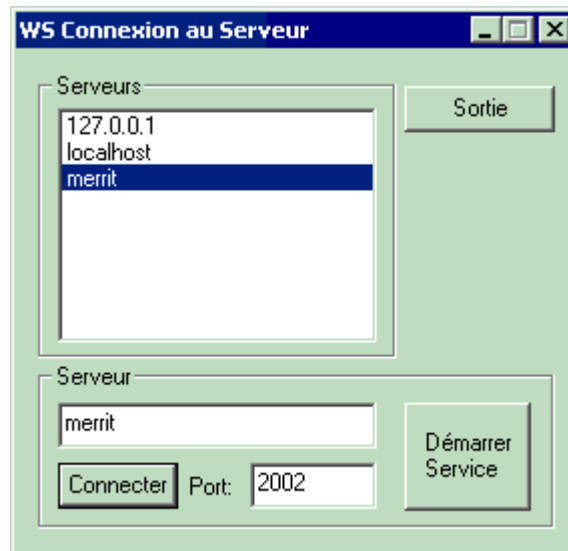 WS Connexion au Serveur
Serveurs
Sortie
127.0.0.1
localhost
merrit
Serveur
merrit
Démarrer
Service
Connecter Port: 2002